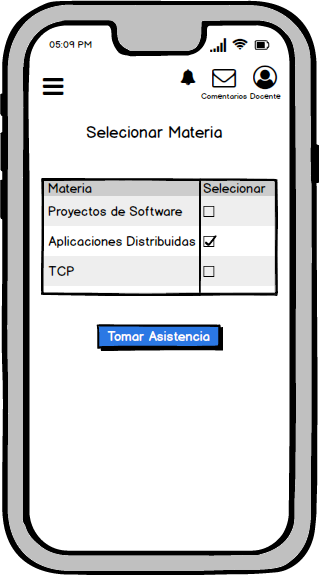 05:09 PM
Comentarios Docente
Selecionar Materia
Materia Selecionar
Proyectos de Software
Aplicaciones Distribuidas
TCP
Tomar Asistencia